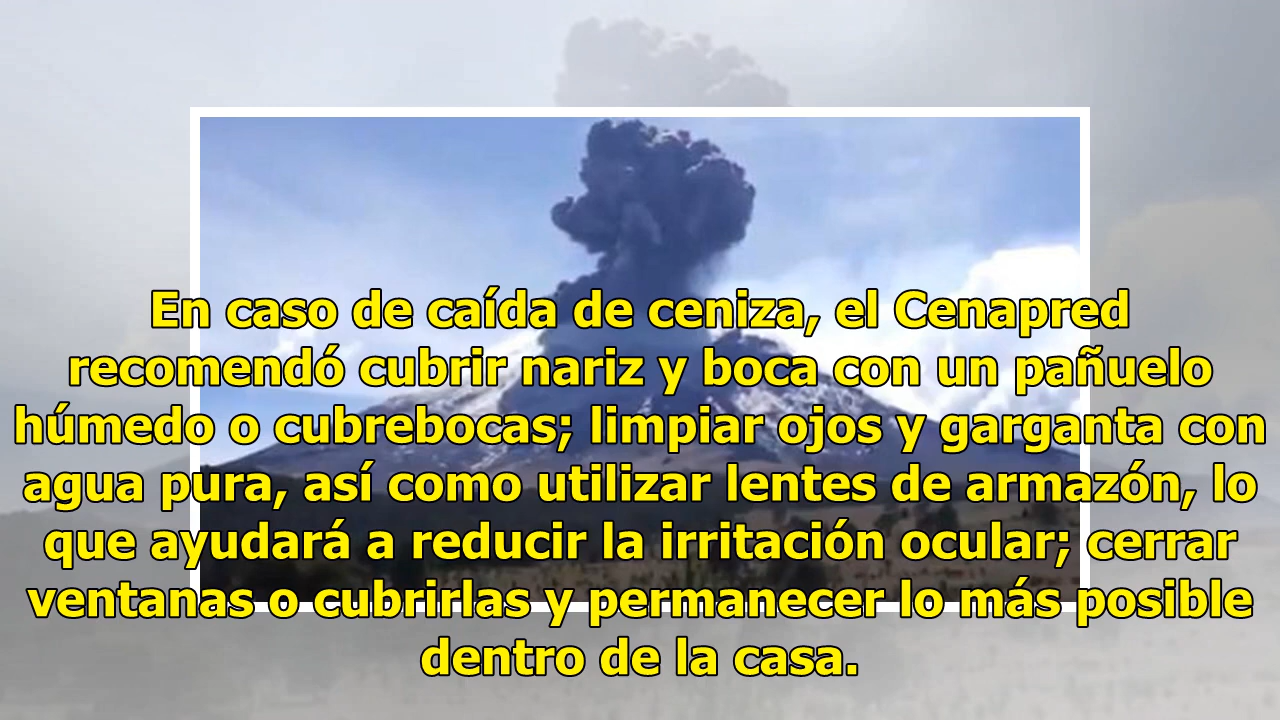 En caso de caída de ceniza, el Cenapred
recomendó cubrir nariz y boca con un pañuelo
húmedo o cubrebocas; limpiar ojos y garganta con
agua pura, así como utilizar lentes de armazón, lo
que ayudará a reducir la irritación ocular; cerrar
ventanas o cubrirlas y permanecer lo más posible
dentro de la casa.